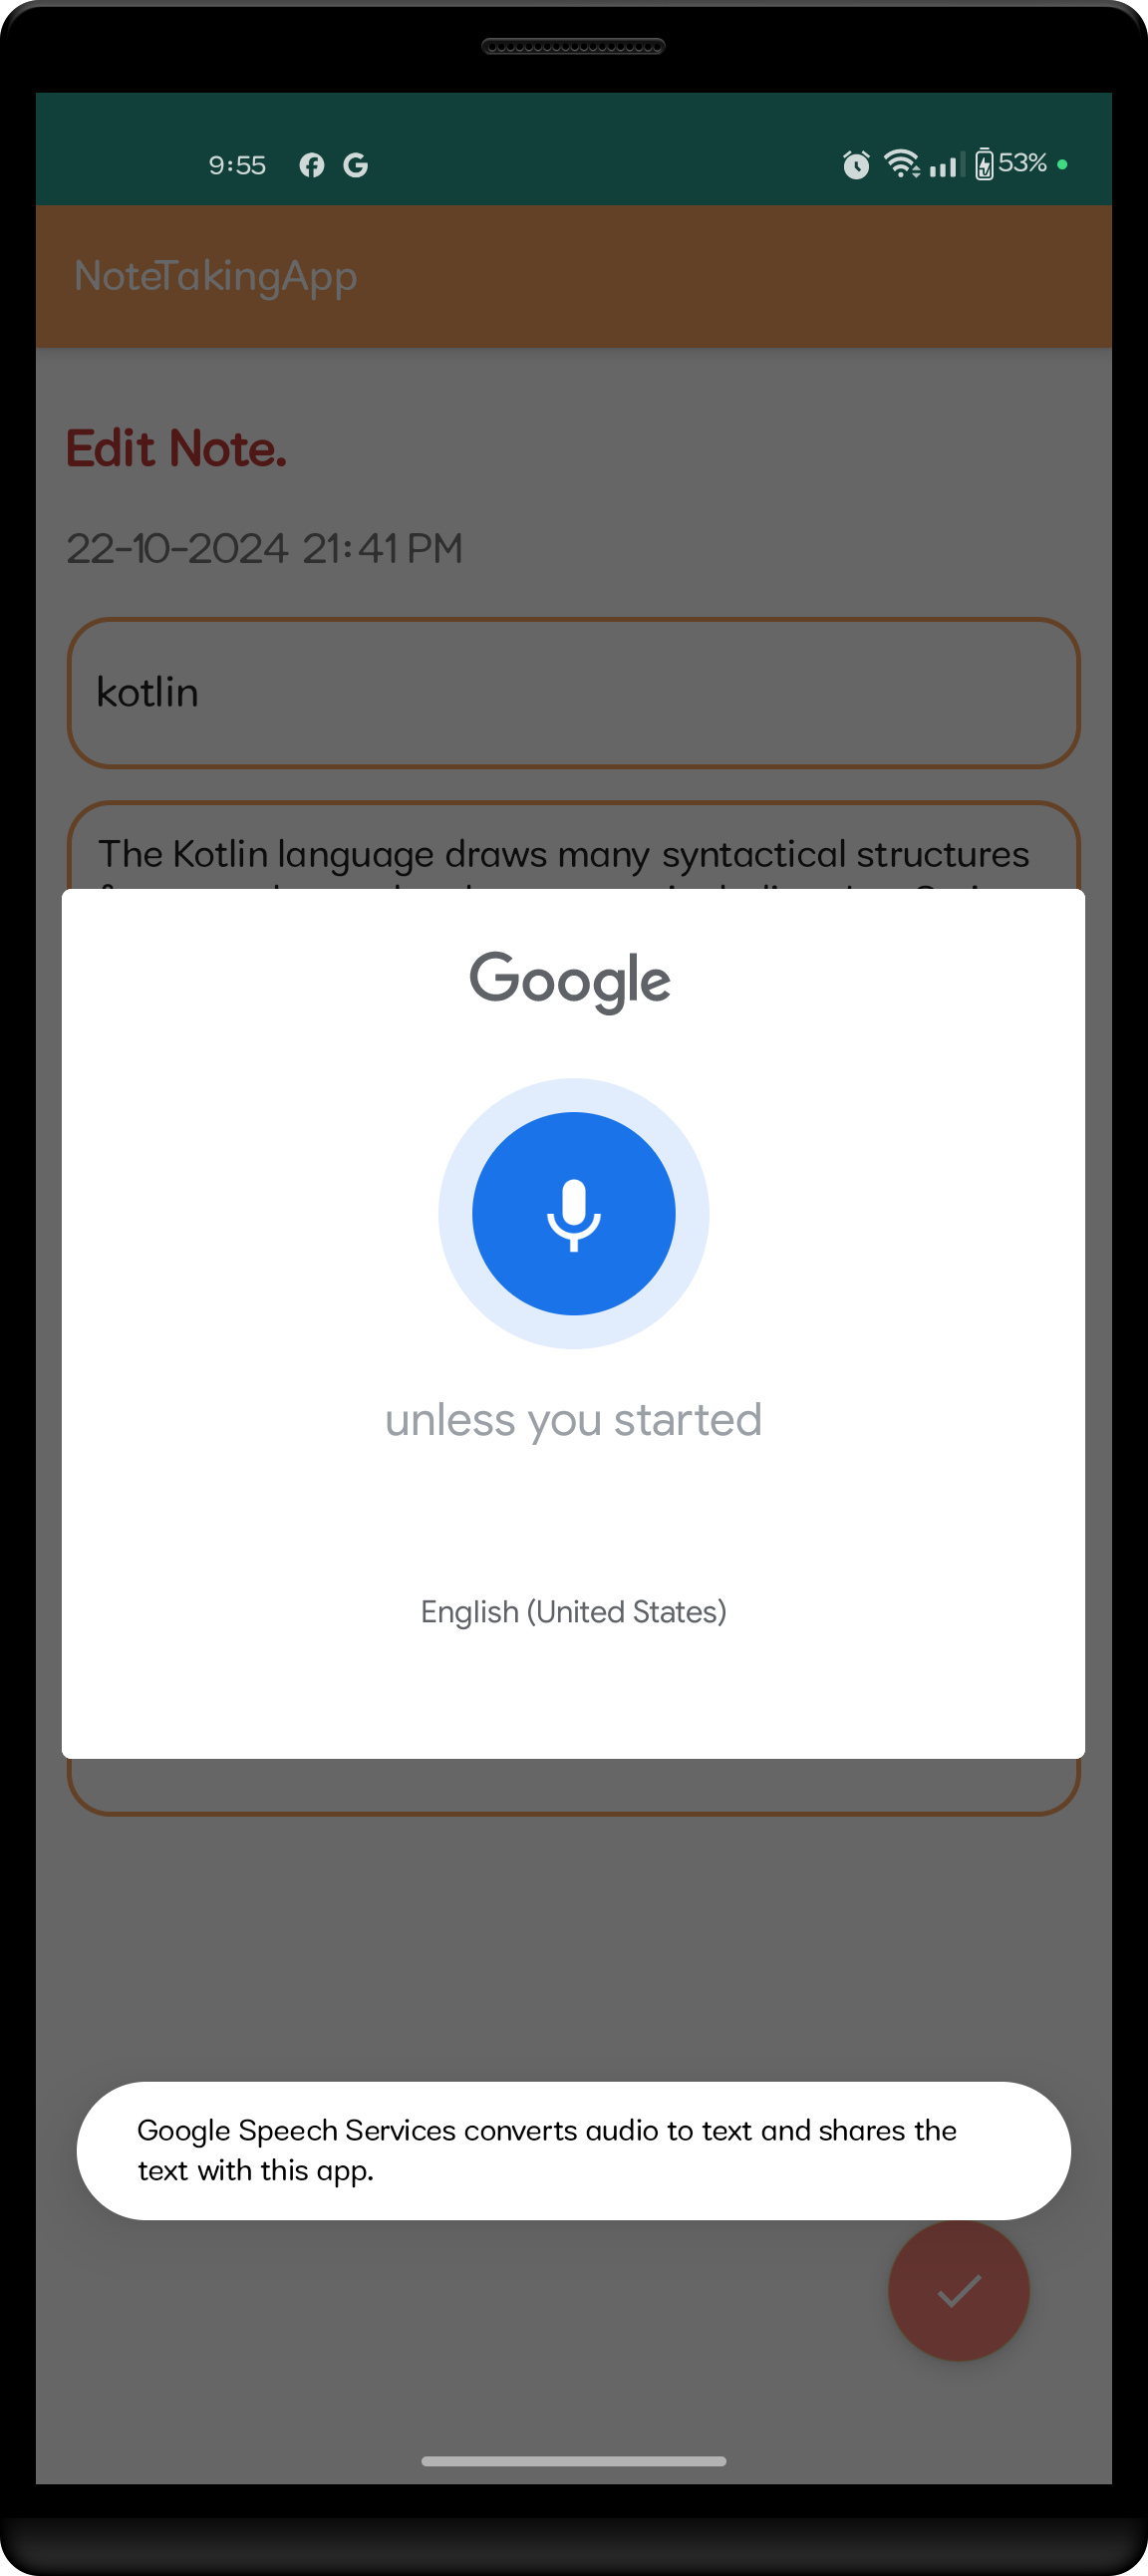 9:55
53%
NoteTakingApp
Edit Note.
22-10-2024 21:41 PM
kotlin
The Kotlin language draws many syntactical structures
Google
unless you started
English (United States)
Google Speech Services converts audio to text and shares the
text with this app.